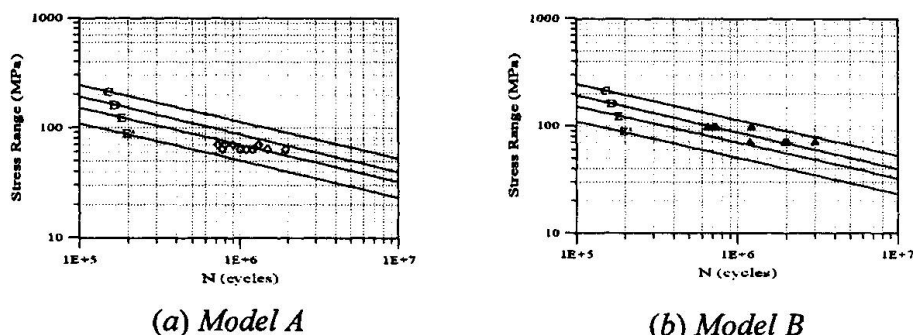 1000
100
10
Stress Range (MPa)
C
D
E
E'
1E+5
1E+6
1E+7
N (cycles)
(a) Model A
1000
100
10
Stress Range (MPa)
C
D
E
1E+5
1E+6
1E+7
N (cycles)
(b) Model B